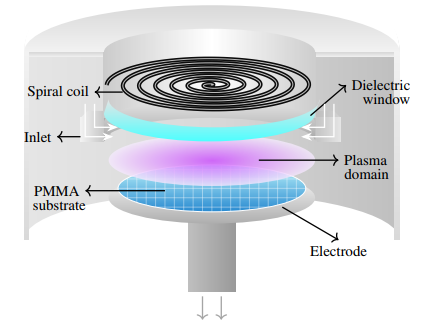 Spiral coil
Dielectric
window
Inlet
Plasma
domain
PMMA
substrate
Electrode